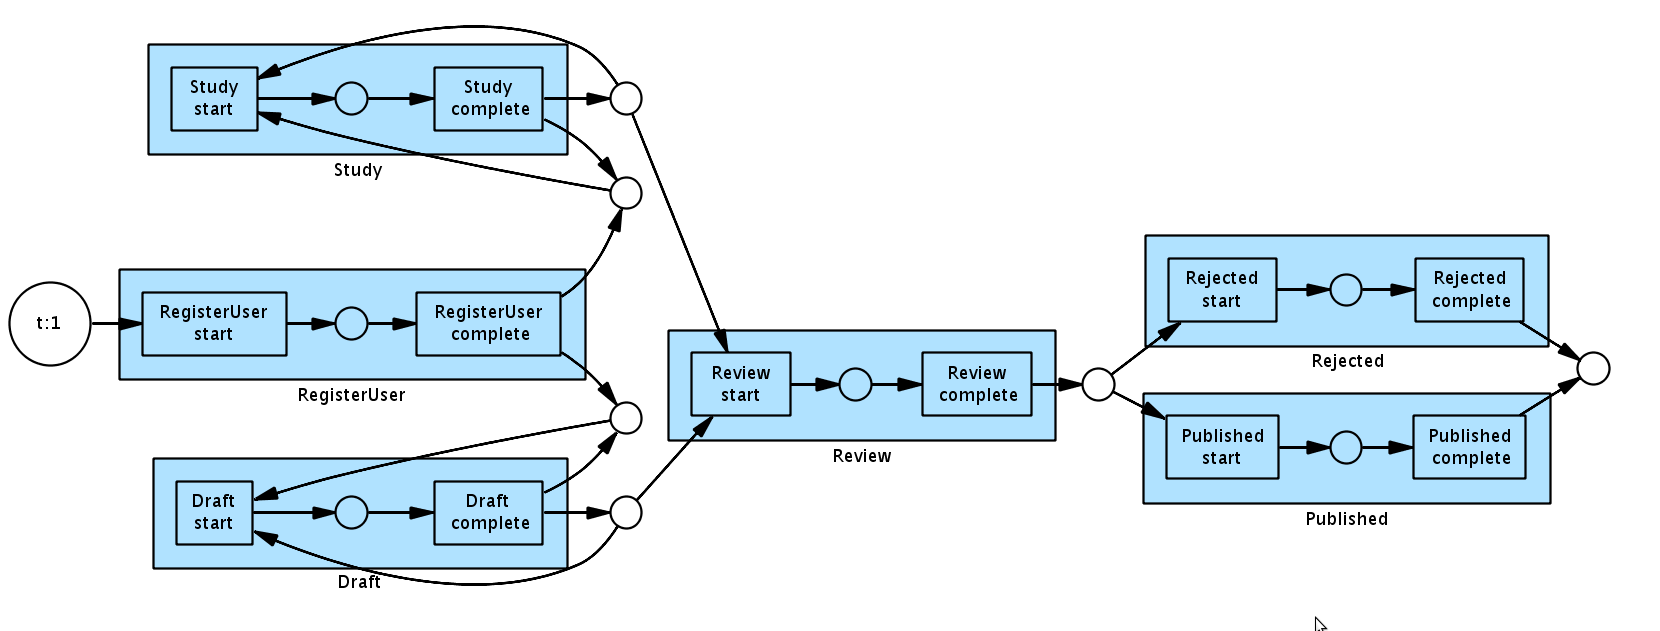 Study
start
Study
complete
Study
t:1
RegisterUser
start
RegisterUser
complete
RegisterUser
Draft
start
Draft
complete
Draft
Review
start
Review
complete
Review
Rejected
start
Rejected
complete
Rejected
Published
start
Published
complete
Published